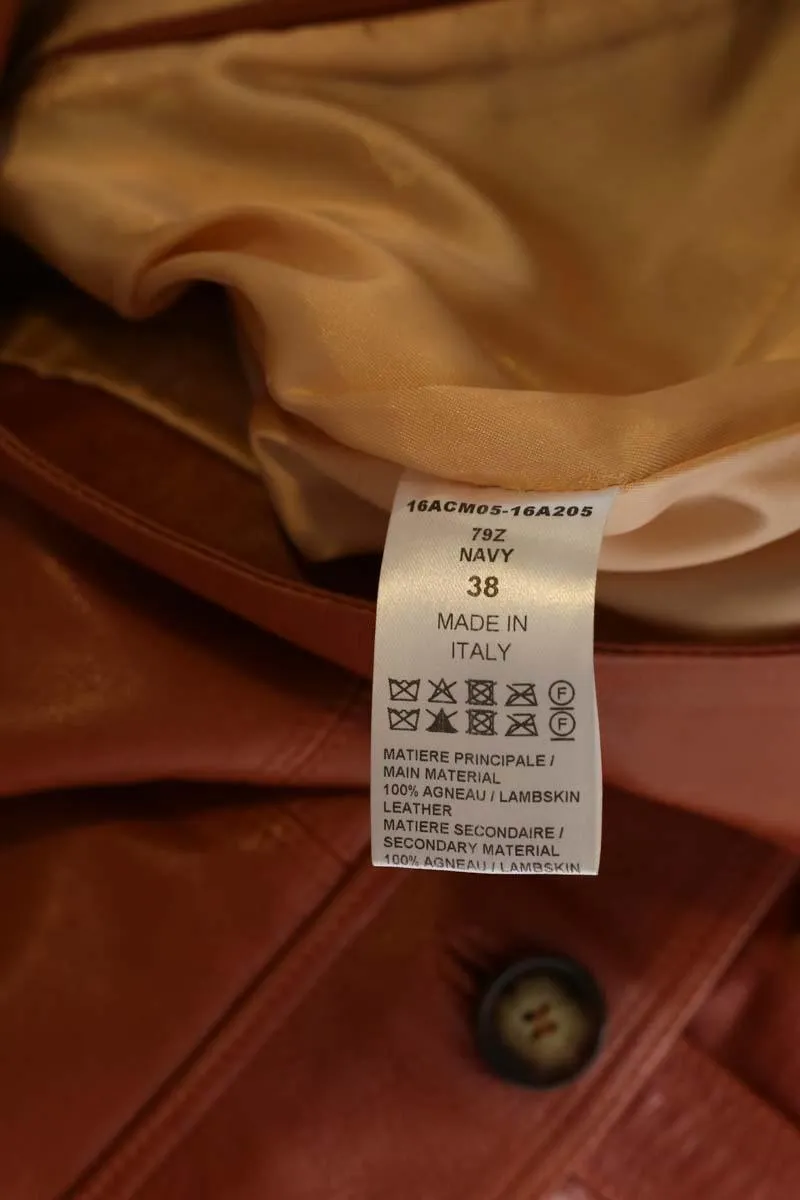 16ACM05-16A205
79Z
NAVY
38
MADE IN
ITALY
F
F
MATIERE PRINCIPALE /
MAIN MATERIAL
100% AGNEAU / LAMBSKIN
LEATHER
MATIERE SECONDAIRE /
SECONDARY MATERIAL
100% AGNEAU / LAMBSKIN